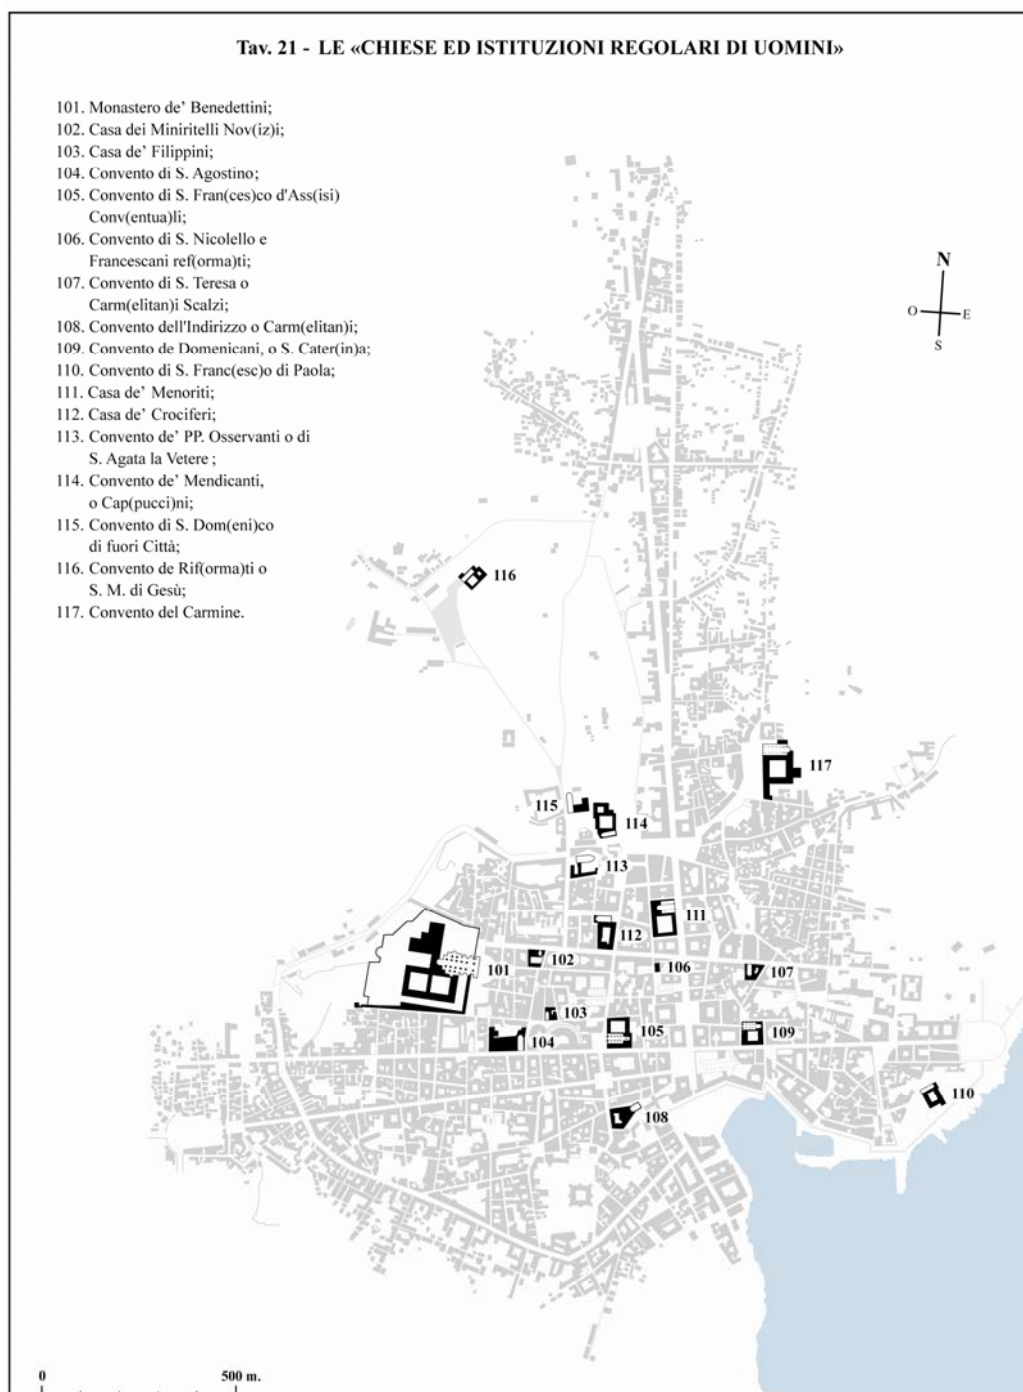 Tav. 21 - LE «CHIESE ED ISTITUZIONI REGOLARI DI UOMINI»
101. Monastero de’ Benedettini;
102. Casa dei Miniritelli Nov(iz)i;
103. Casa de’ Filippini;
104. Convento di S. Agostino;
105. Convento di S. Fran(ces)co d'Ass(isi)
Conv(entua)li;
106. Convento di S. Nicolello e
Francescani ref(orma)ti;
107. Convento di S. Teresa o
Carm(elitan)i Scalzi;
108. Convento dell'Indirizzo o Carm(elitan)i;
109. Convento de Domenicani, o S. Cater(in)a;
110. Convento di S. Franc(esc)o di Paola;
111. Casa de’ Menoriti;
112. Casa de’ Crociferi;
113. Convento de’ PP. Osservanti o di
S. Agata la Vetere ;
114. Convento de’ Mendicanti,
o Cap(pucci)ni;
115. Convento di S. Dom(eni)co
di fuori Città;
116. Convento de Rif(orma)ti o
S. M. di Gesù;
117. Convento del Carmine.
N
O
E
S
116
117
115
114
113
111
112
102
106
107
101
103
105
109
104
110
108
0
500 m.